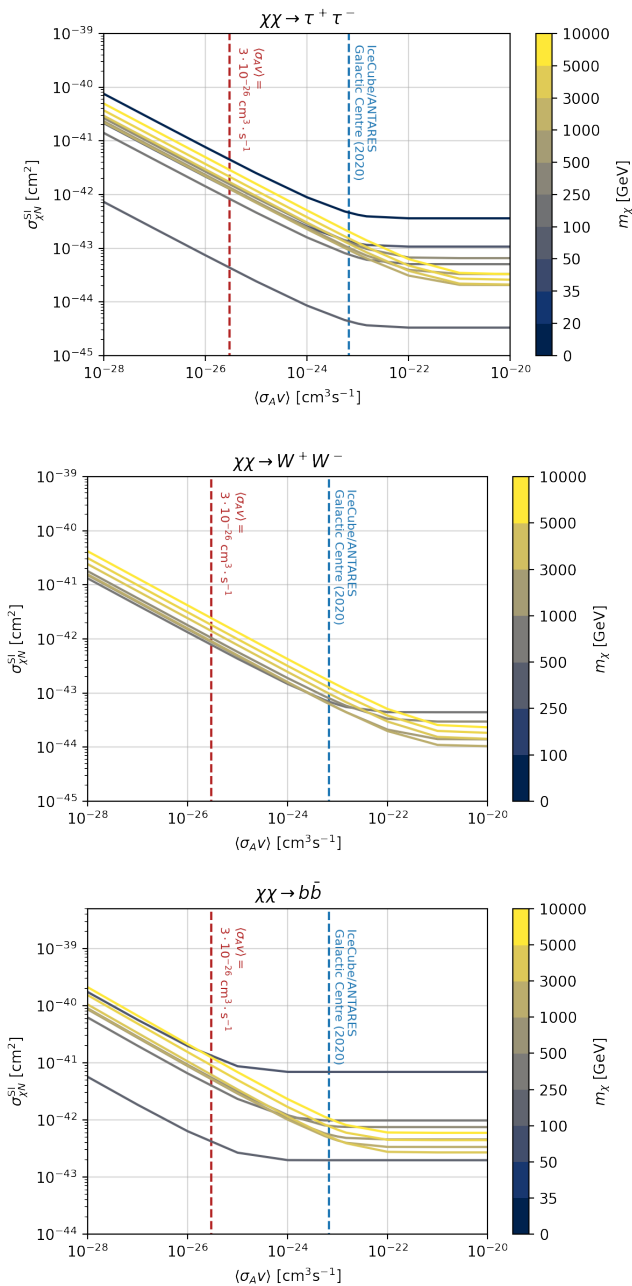 χχ → τ⁺τ⁻
10⁻³⁹
10⁻⁴⁰
10⁻⁴¹
10⁻⁴²
10⁻⁴³
10⁻⁴⁴
10⁻⁴⁵
σ^SI_χN [cm²]
⟨σ_A v⟩ =
3 · 10⁻²⁶ cm³ · s⁻¹
IceCube/ANTARES
Galactic Centre (2020)
10⁻²⁸
10⁻²⁶
10⁻²⁴
10⁻²²
10⁻²⁰
⟨σ_A v⟩ [cm³s⁻¹]
10000
5000
3000
1000
500
250
100
50
35
20
0
m_χ [GeV]
χχ → W⁺W⁻
10⁻³⁹
10⁻⁴⁰
10⁻⁴¹
10⁻⁴²
10⁻⁴³
10⁻⁴⁴
10⁻⁴⁵
σ^SI_χN [cm²]
⟨σ_A v⟩ =
3 · 10⁻²⁶ cm³ · s⁻¹
IceCube/ANTARES
Galactic Centre (2020)
10⁻²⁸
10⁻²⁶
10⁻²⁴
10⁻²²
10⁻²⁰
⟨σ_A v⟩ [cm³s⁻¹]
10000
5000
3000
1000
500
250
100
0
m_χ [GeV]
χχ → bb̄
10⁻³⁹
10⁻⁴⁰
10⁻⁴¹
10⁻⁴²
10⁻⁴³
10⁻⁴⁴
σ^SI_χN [cm²]
⟨σ_A v⟩ =
3 · 10⁻²⁶ cm³ · s⁻¹
IceCube/ANTARES
Galactic Centre (2020)
10⁻²⁸
10⁻²⁶
10⁻²⁴
10⁻²²
10⁻²⁰
⟨σ_A v⟩ [cm³s⁻¹]
10000
5000
3000
1000
500
250
100
50
35
0
m_χ [GeV]